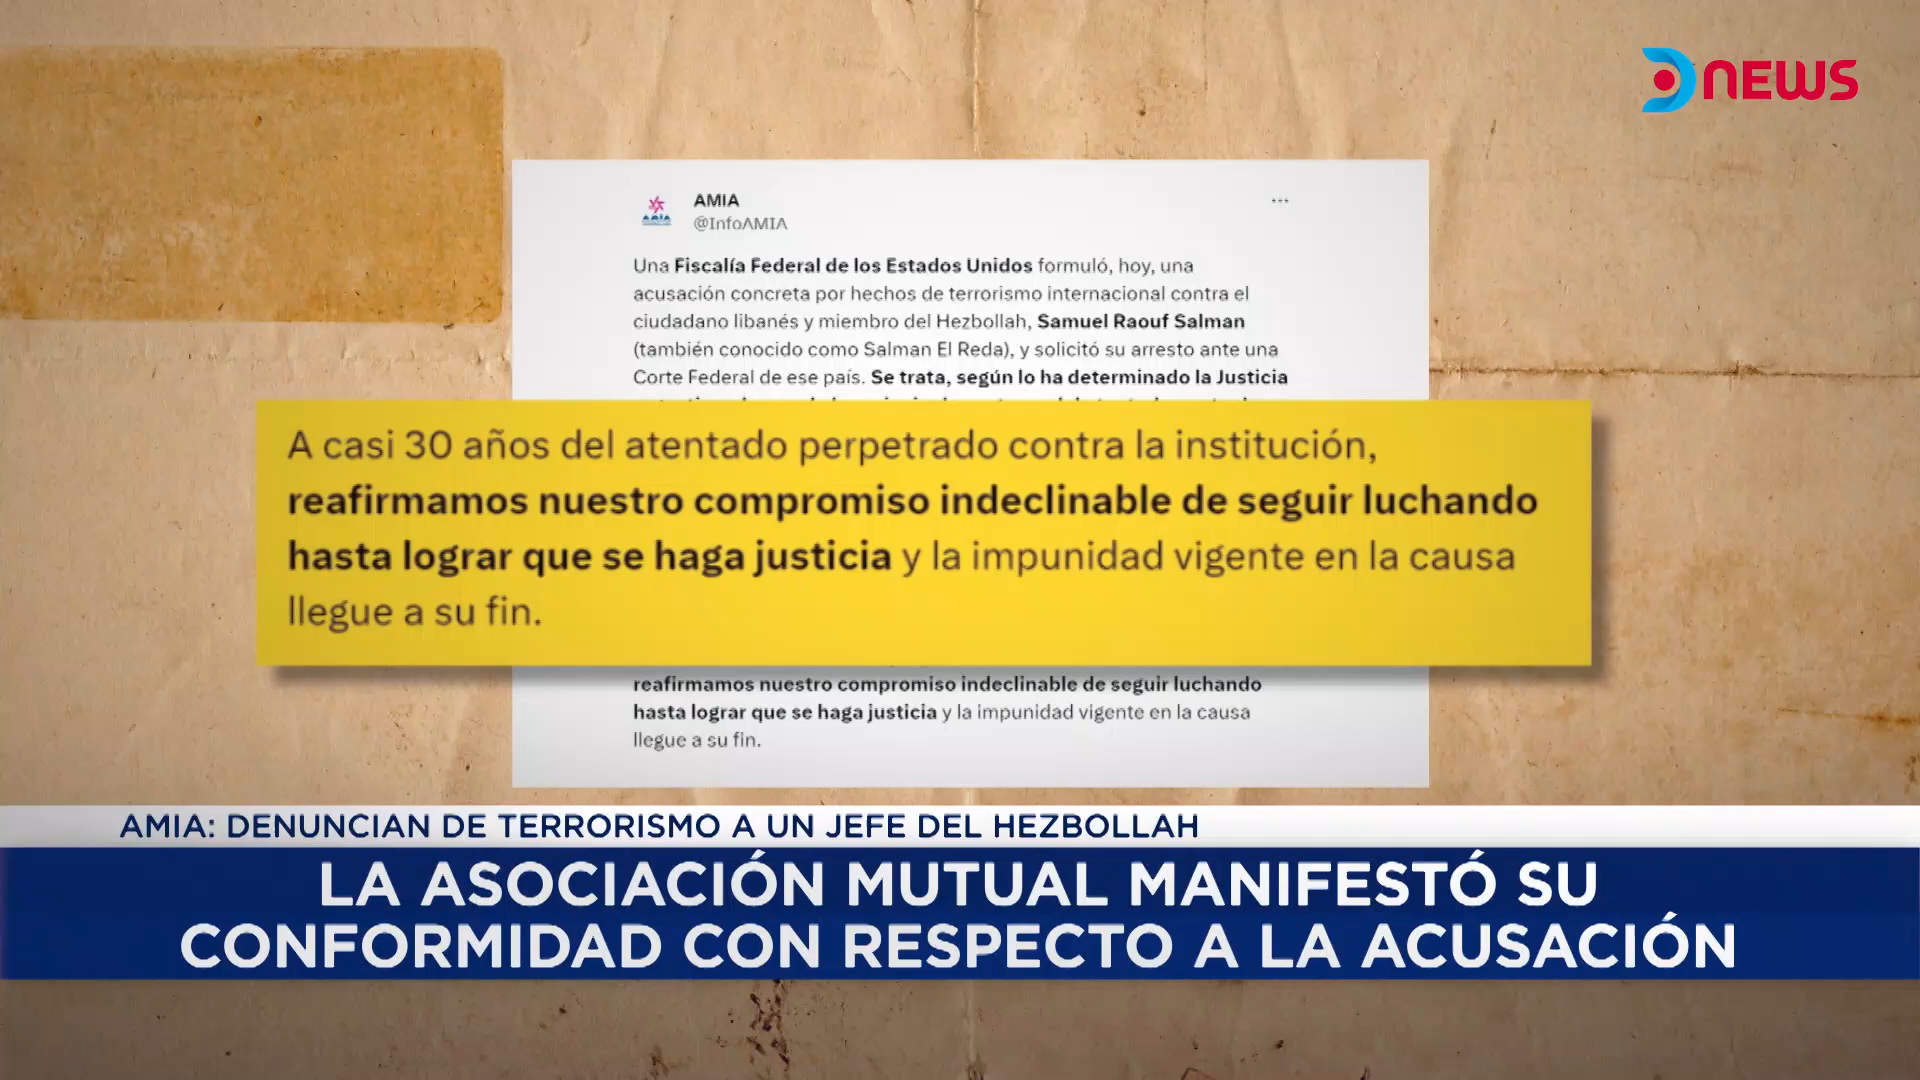 NEWS
AMIA
@InfoAMIA
Una Fiscalía Federal de los Estados Unidos formuló, hoy, una
acusación concreta por hechos de terrorismo internacional contra el
ciudadano libanés y miembro del Hezbollah, Samuel Raouf Salman
(también conocido como Salman El Reda), y solicitó su arresto ante una
Corte Federal de ese país. Se trata, según lo ha determinado la Justicia
A casi 30 años del atentado perpetrado contra la institución,
reafirmamos nuestro compromiso indeclinable de seguir luchando
hasta lograr que se haga justicia y la impunidad vigente en la causa
llegue a su fin.
reafirmamos nuestro compromiso indeclinable de seguir luchando
hasta lograr que se haga justicia y la impunidad vigente en la causa
llegue a su fin.
AMIA: DENUNCIAN DE TERRORISMO A UN JEFE DEL HEZBOLLAH
LA ASOCIACIÓN MUTUAL MANIFESTÓ SU
CONFORMIDAD CON RESPECTO A LA ACUSACIÓN